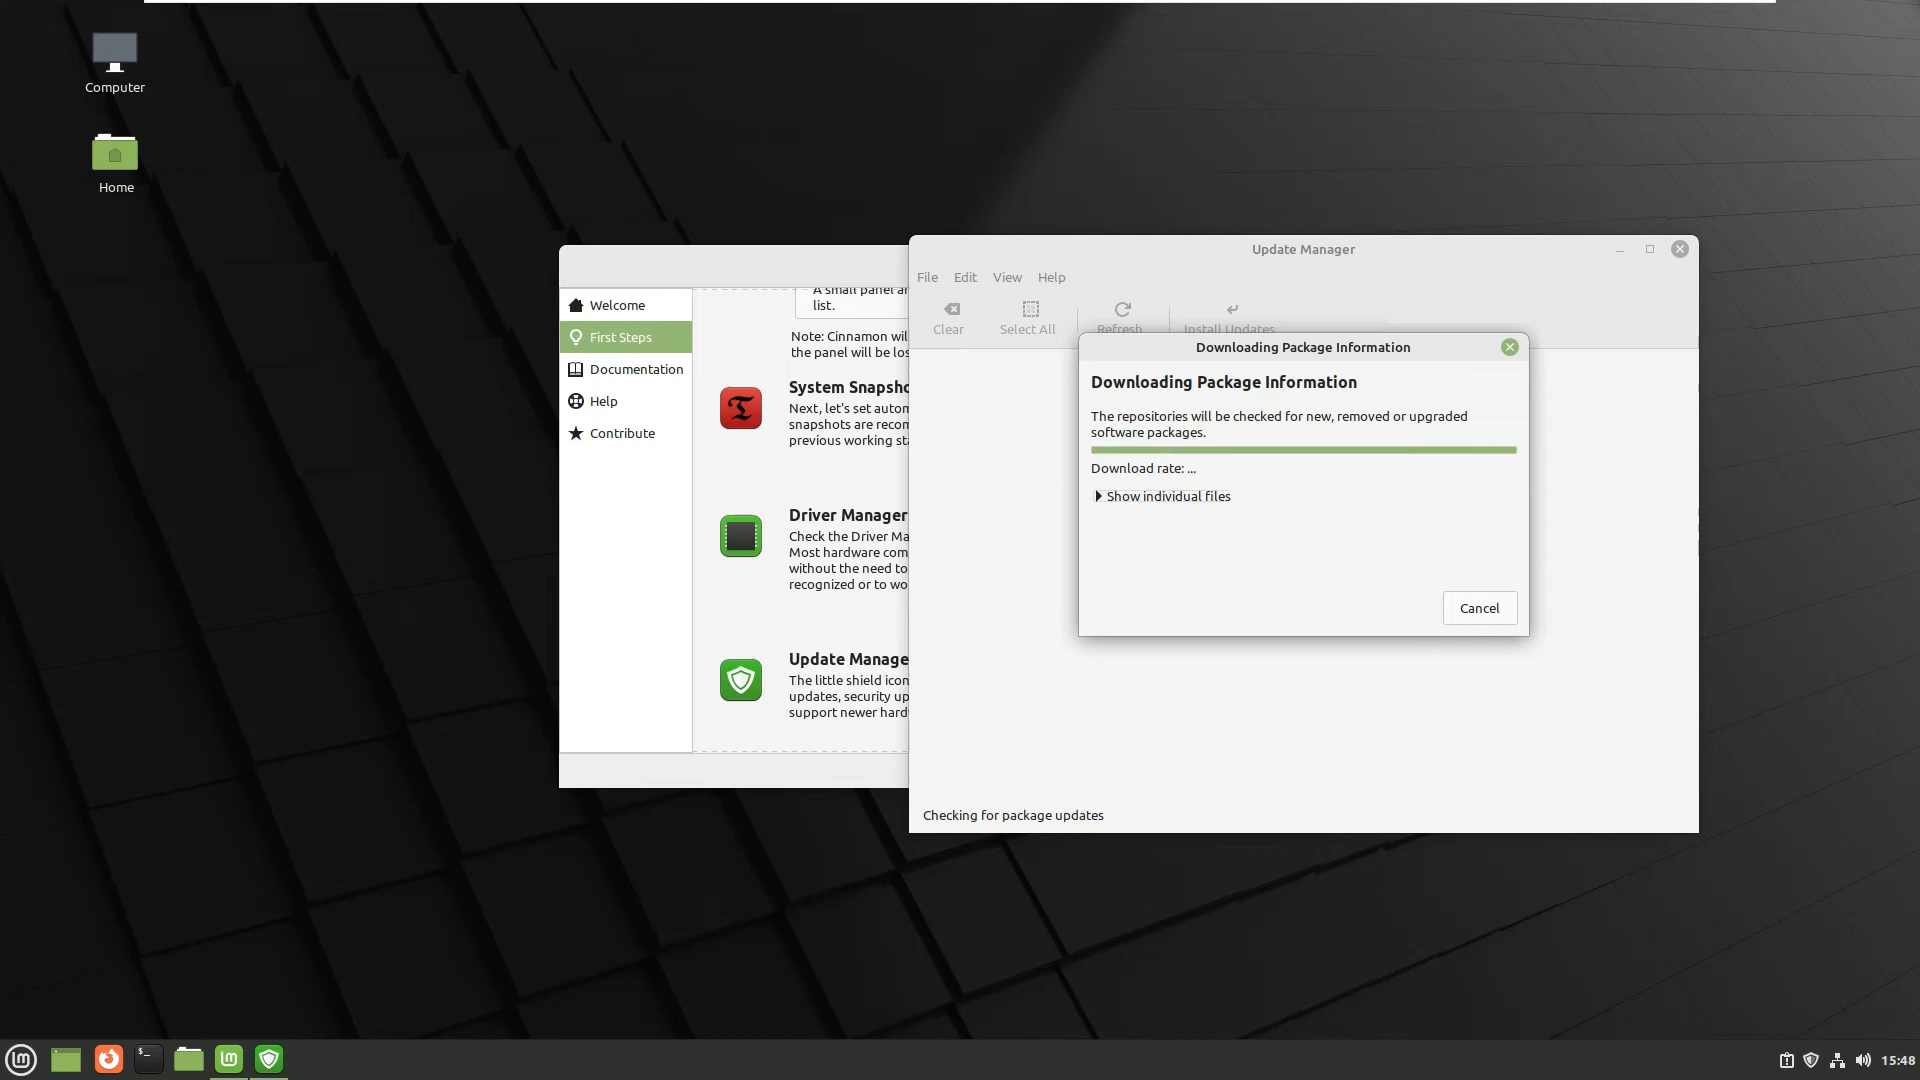 Computer
Home
Welcome
First Steps
Documentation
Help
Contribute
A small panel ar
list.
Note: Cinnamon wil
the panel will be los
System Snapsho
Next, let's set autom
snapshots are recom
previous working sta
Driver Manager
Check the Driver Ma
Most hardware com
without the need to
recognized or to wo
Update Manage
The little shield icon
updates, security up
support newer hard
Update Manager
File Edit View Help
Clear Select All Refresh Install Updates
Downloading Package Information
Downloading Package Information
The repositories will be checked for new, removed or upgraded
software packages.
Download rate: ...
Show individual files
Cancel
Checking for package updates
$_
15:48